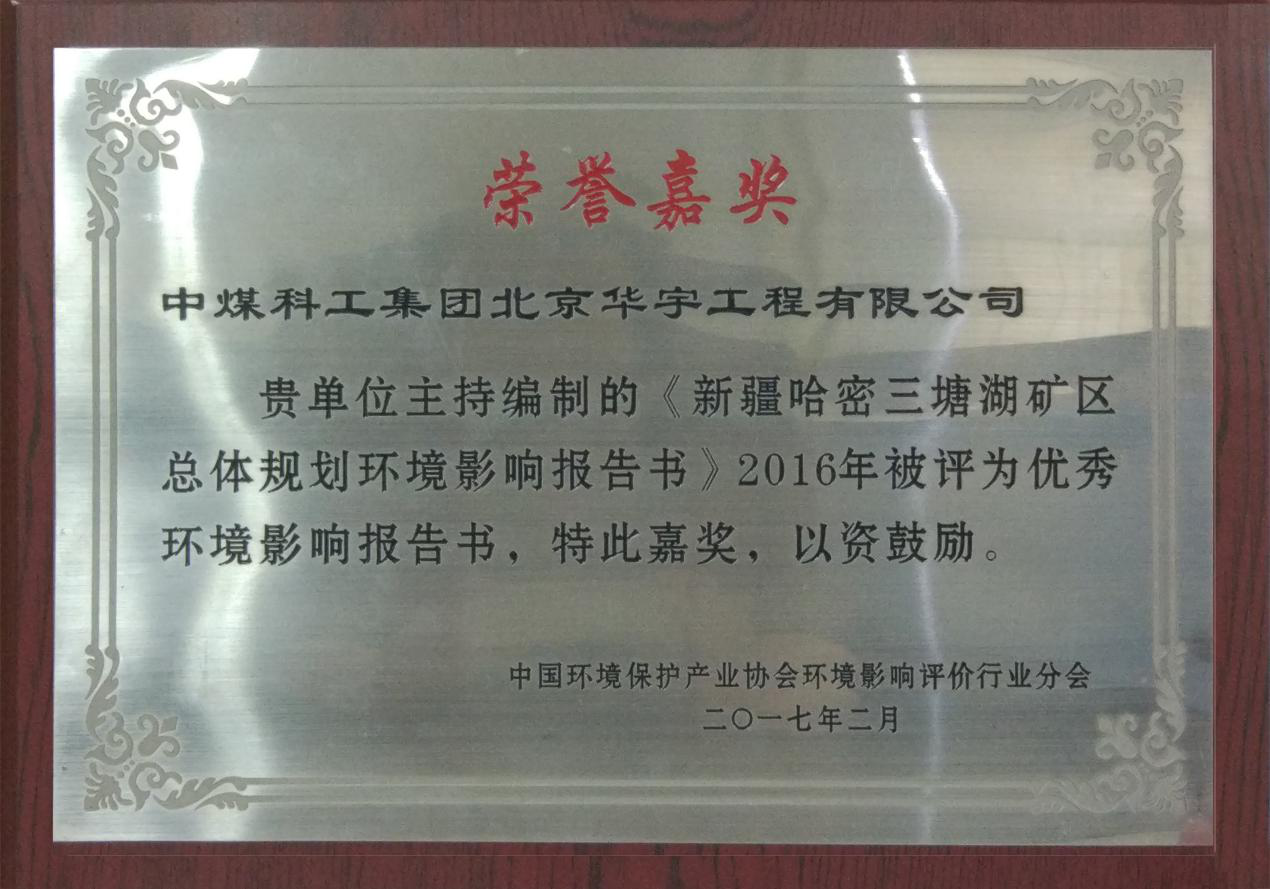 荣誉嘉奖
中煤科工集团北京华宇工程有限公司
贵单位主持编制的《新疆哈密三塘湖矿区
总体规划环境影响报告书》2016年被评为优秀
环境影响报告书，特此嘉奖，以资鼓励。
中国环境保护产业协会环境影响评价行业分会
二〇一七年二月